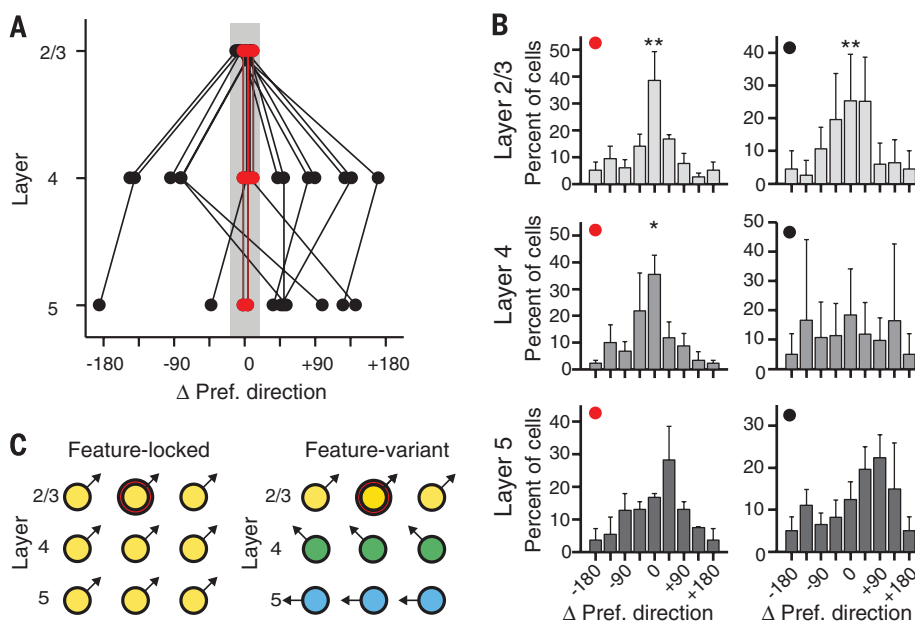 A
Layer
2/3
4
5
-180 -90 0 +90 +180
Δ Pref. direction
B
Layer 2/3
Percent of cells
50
40
30
20
10
0
**
40
30
20
10
0
**
Layer 4
Percent of cells
50
40
30
20
10
0
*
50
40
30
20
10
0
Layer 5
Percent of cells
40
30
20
10
0
30
20
10
0
-180 -90 0 +90 +180
Δ Pref. direction
-180 -90 0 +90 +180
Δ Pref. direction
C
Feature-locked
Layer
2/3
4
5
Feature-variant
Layer
2/3
4
5